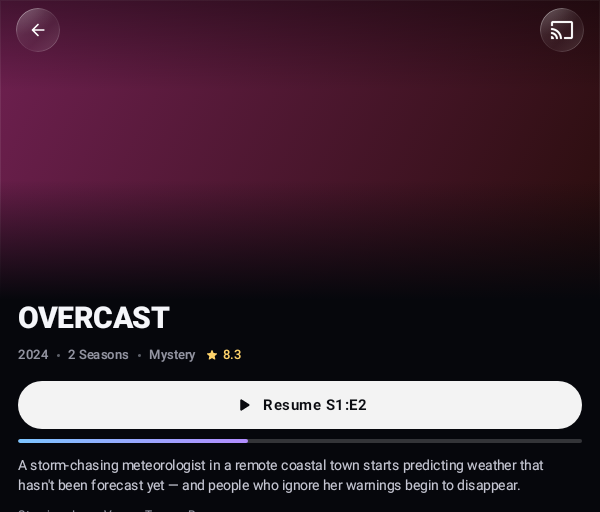 OVERCAST
2024 • 2 Seasons • Mystery ★ 8.3
Resume S1:E2
A storm-chasing meteorologist in a remote coastal town starts predicting weather that
hasn't been forecast yet — and people who ignore her warnings begin to disappear.